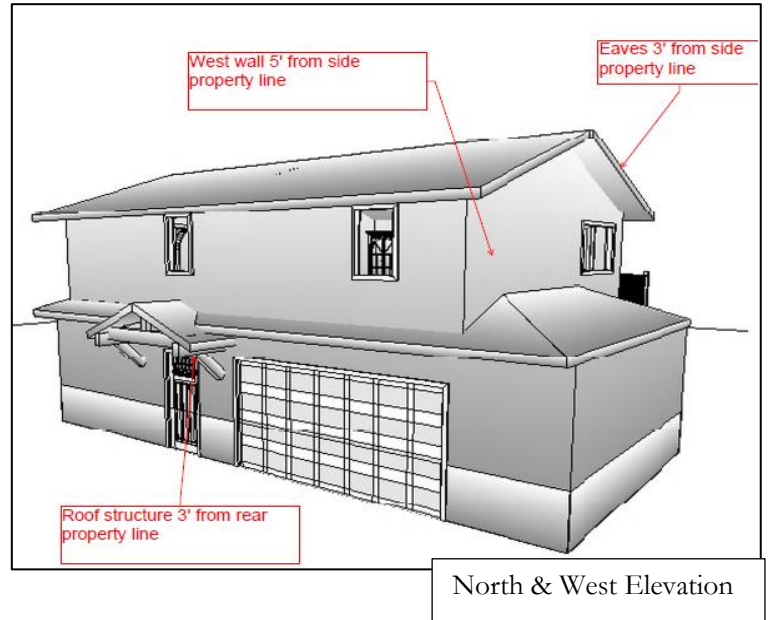 West wall 5' from side
property line
Eaves 3' from side
property line
Roof structure 3' from rear
property line
North & West Elevation